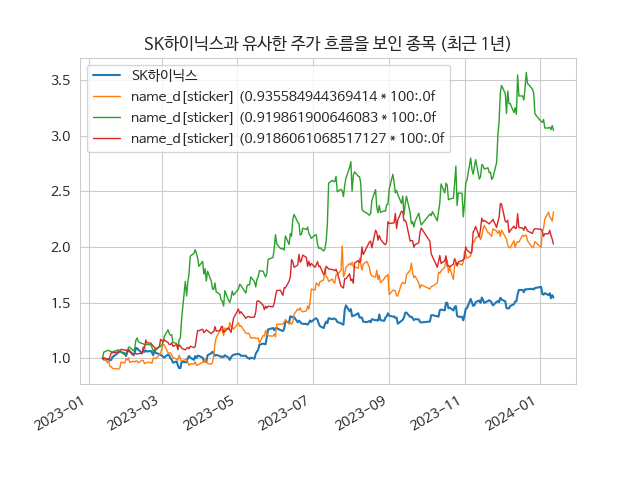 SK하이닉스과 유사한 주가 흐름을 보인 종목 (최근 1년)
SK하이닉스
name_d[sticker] (0.935584944369414 * 100:.0f
name_d[sticker] (0.919861900646083 * 100:.0f
name_d[sticker] (0.9186061068517127 * 100:.0f
3.5
3.0
2.5
2.0
1.5
1.0
2023-01
2023-03
2023-05
2023-07
2023-09
2023-11
2024-01